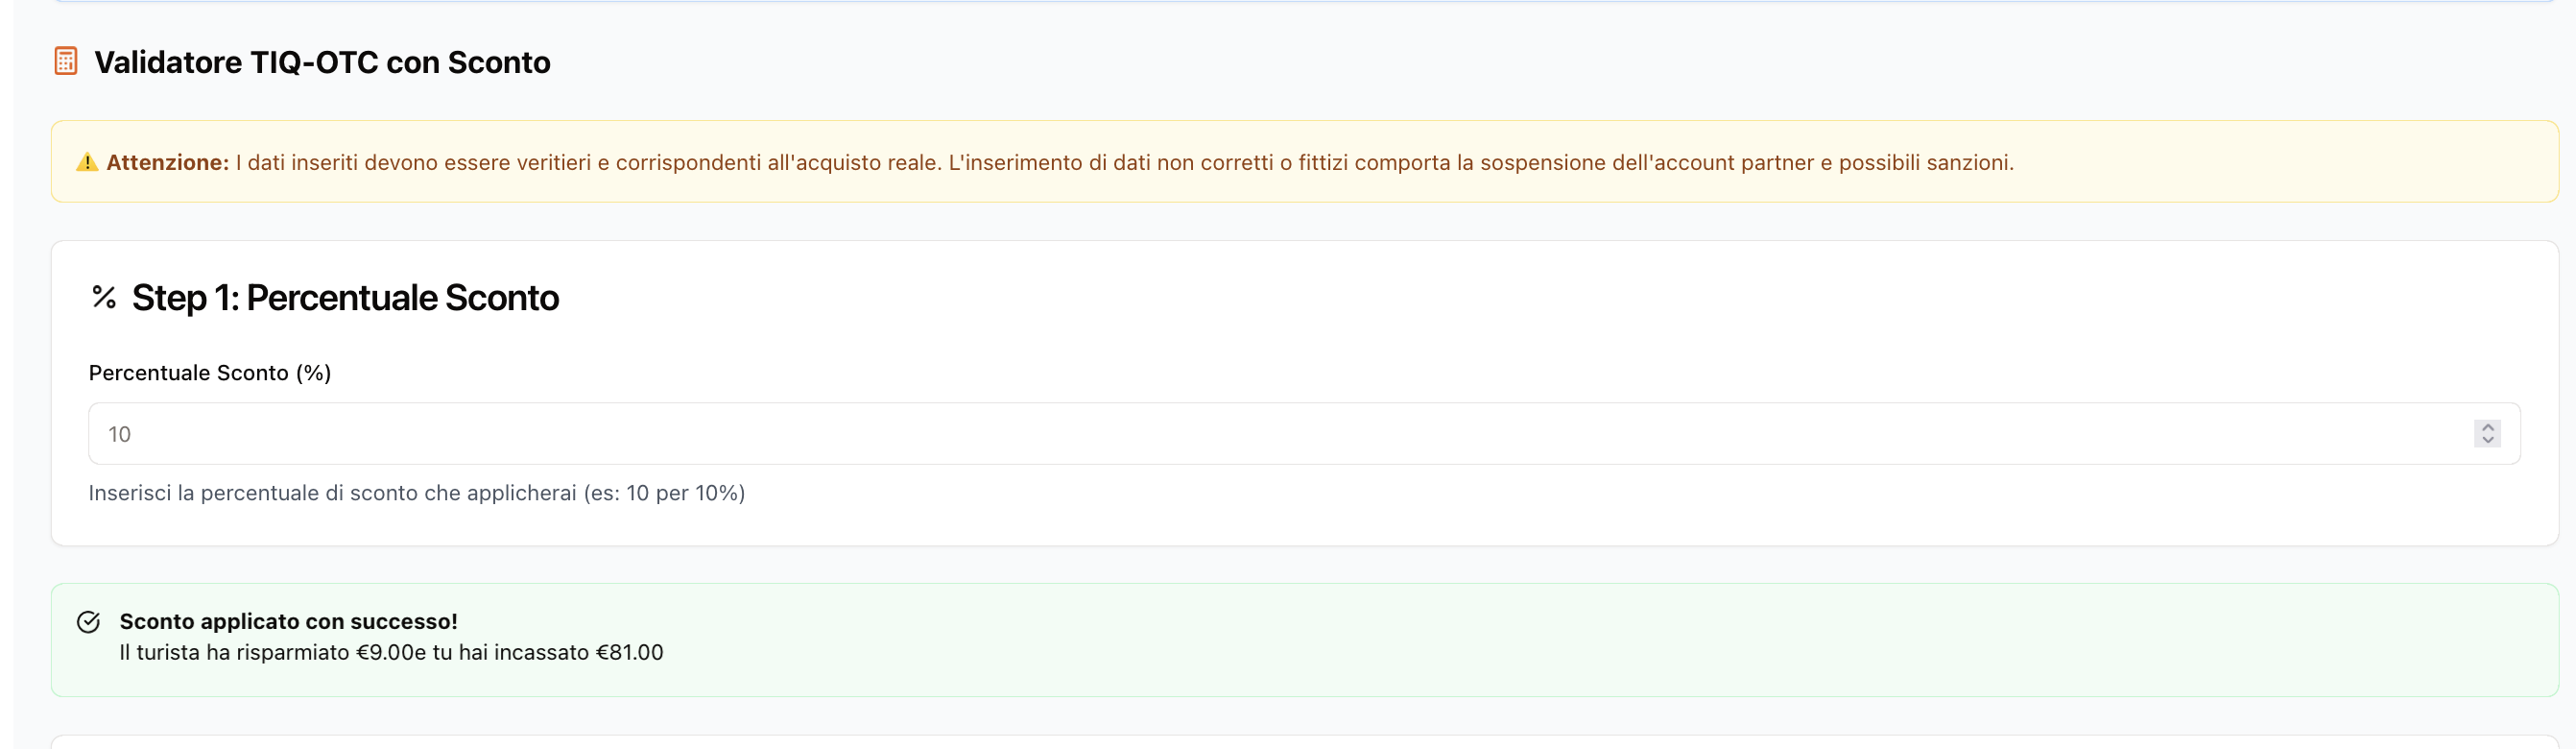 Validatore TIQ-OTC con Sconto
⚠️ Attenzione: I dati inseriti devono essere veritieri e corrispondenti all'acquisto reale. L'inserimento di dati non corretti o fittizi comporta la sospensione dell'account partner e possibili sanzioni.
Step 1: Percentuale Sconto
Percentuale Sconto (%)
10
Inserisci la percentuale di sconto che applicherai (es: 10 per 10%)
Sconto applicato con successo!
Il turista ha risparmiato €9.00e tu hai incassato €81.00